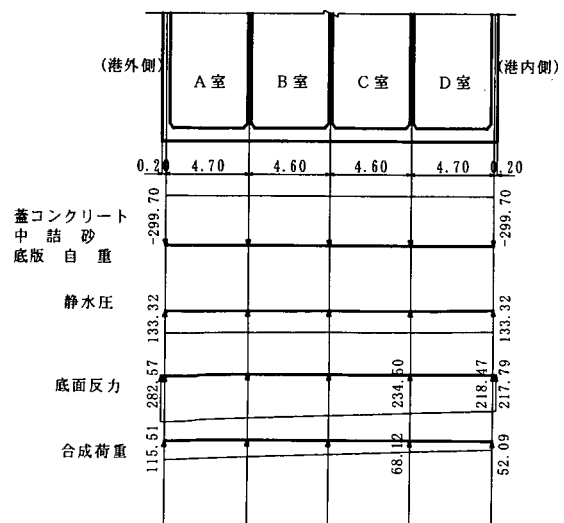 (港外側)
A室
B室
C室
D室
(港内側)
0.20
4.70
4.60
4.60
4.70
0.20
-299.70
-299.70
蓋コンクリート
中詰砂
底版自重
静水圧
133.32
133.32
底面反力
282.57
234.50
218.47
217.79
合成荷重
115.51
68.12
52.09